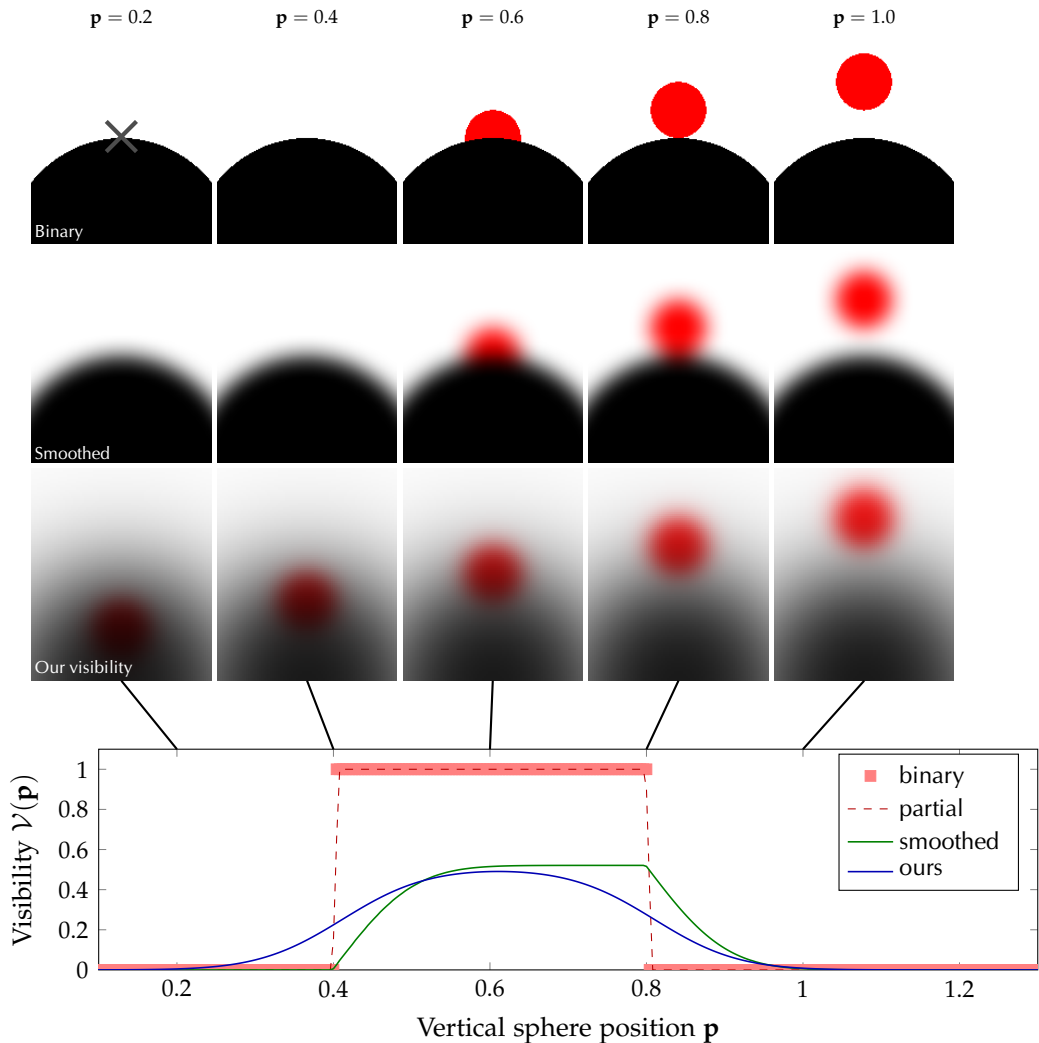 p = 0.2 p = 0.4 p = 0.6 p = 0.8 p = 1.0
Binary
Smoothed
Our visibility
1
0.8
0.6
0.4
0.2
0
Visibility 𝒱(p)
binary
partial
smoothed
ours
0.2 0.4 0.6 0.8 1 1.2
Vertical sphere position p